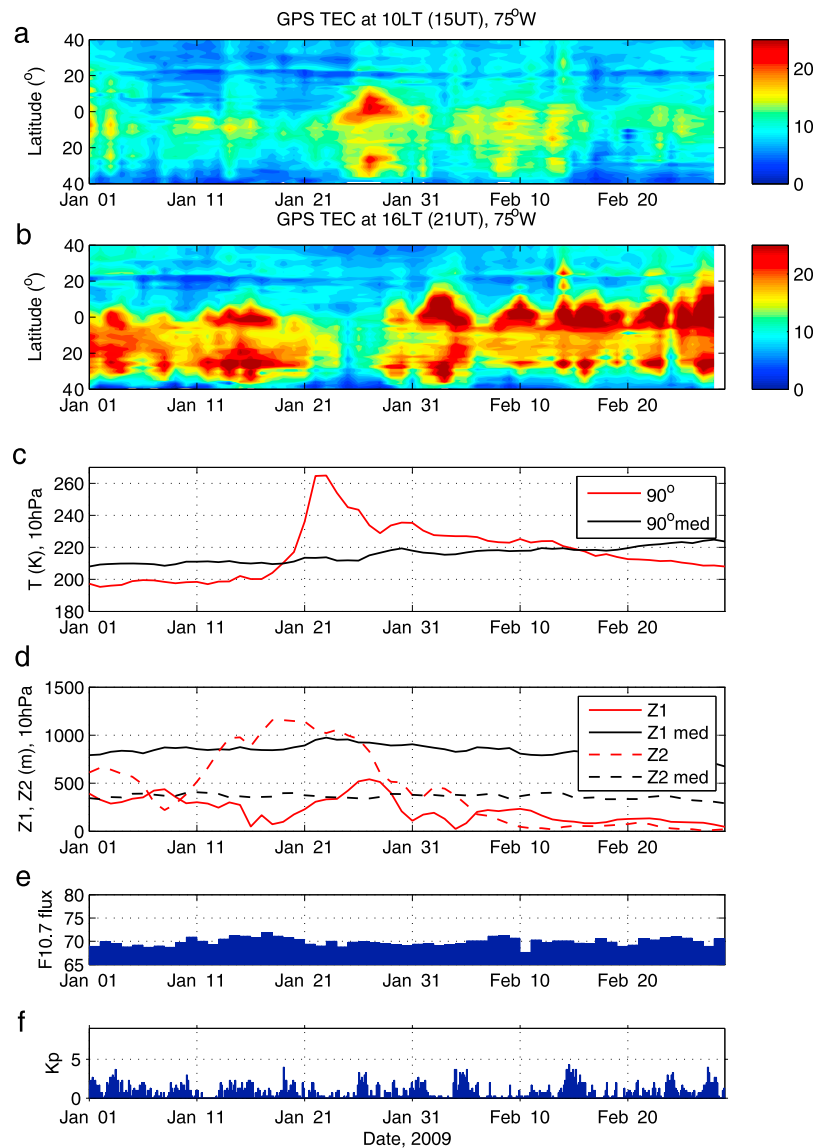 a
GPS TEC at 10LT (15UT), 75°W
Latitude (°)
40
20
0
20
40
Jan 01 Jan 11 Jan 21 Jan 31 Feb 10 Feb 20
20
10
0
b
GPS TEC at 16LT (21UT), 75°W
Latitude (°)
40
20
0
20
40
Jan 01 Jan 11 Jan 21 Jan 31 Feb 10 Feb 20
20
10
0
c
T (K), 10hPa
260
240
220
200
180
90°
90°med
Jan 01 Jan 11 Jan 21 Jan 31 Feb 10 Feb 20
d
Z1, Z2 (m), 10hPa
1500
1000
500
0
Z1
Z1 med
Z2
Z2 med
Jan 01 Jan 11 Jan 21 Jan 31 Feb 10 Feb 20
e
F10.7 flux
80
75
70
65
Jan 01 Jan 11 Jan 21 Jan 31 Feb 10 Feb 20
f
Kp
5
0
Jan 01 Jan 11 Jan 21 Jan 31 Feb 10 Feb 20
Date, 2009